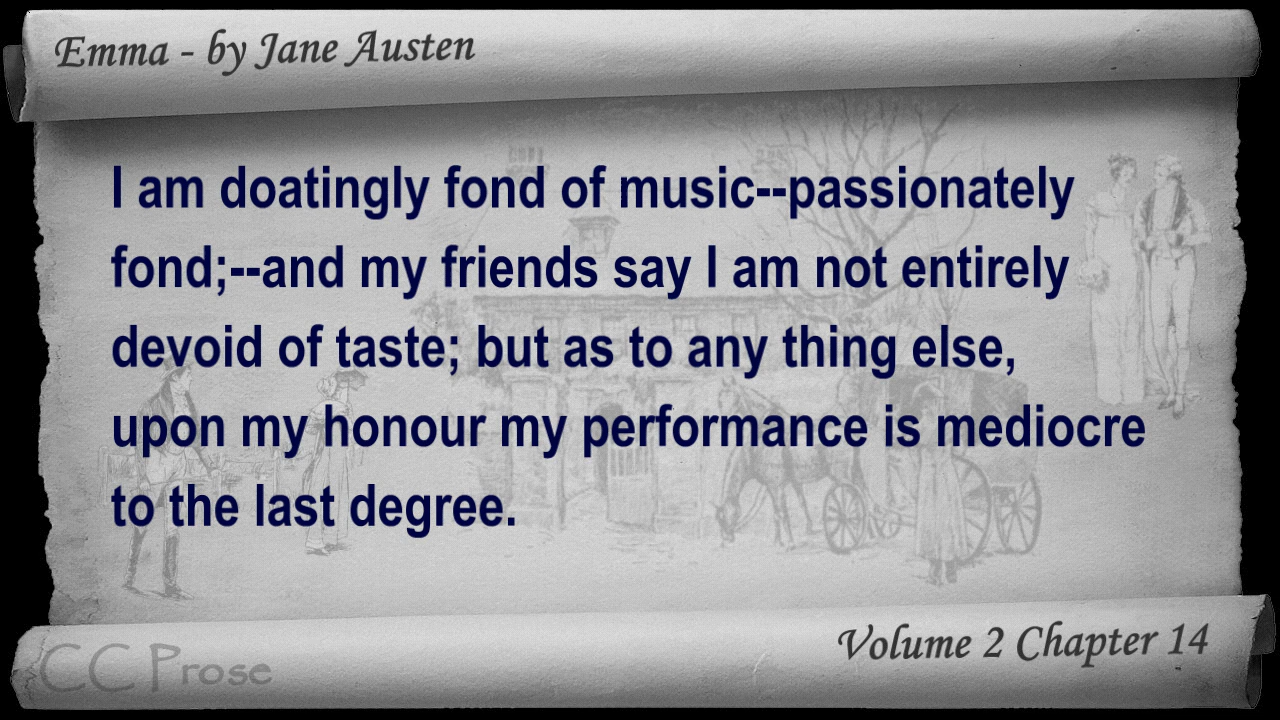 Emma - by Jane Austen
I am doatingly fond of music--passionately
fond;--and my friends say I am not entirely
devoid of taste; but as to any thing else,
upon my honour my performance is mediocre
to the last degree.
Volume 2 Chapter 14
CC Prose